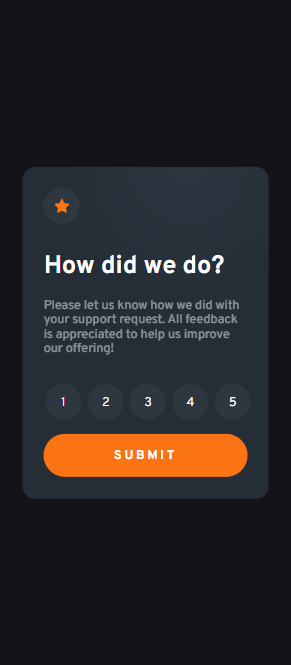 How did we do?
Please let us know how we did with
your support request. All feedback
is appreciated to help us improve
our offering!
1 2 3 4 5
SUBMIT